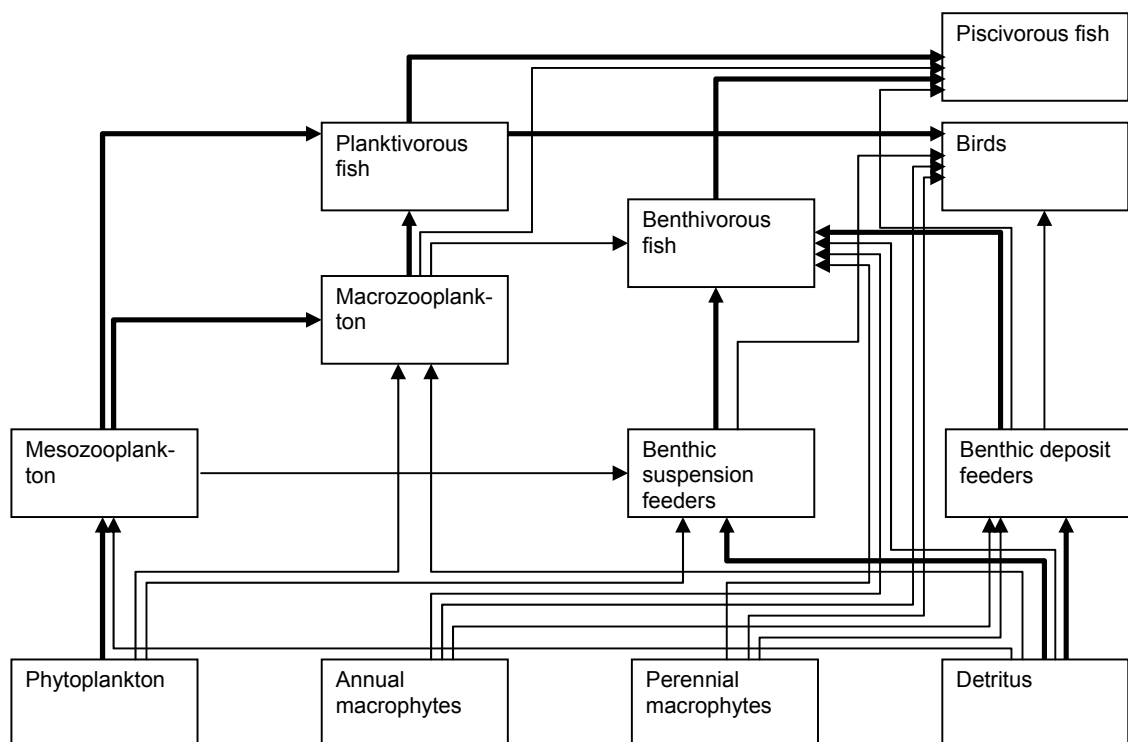 Piscivorous fish
Planktivorous
fish
Birds
Benthivorous
fish
Macrozooplank-
ton
Mesozooplank-
ton
Benthic
suspension
feeders
Benthic deposit
feeders
Phytoplankton
Annual
macrophytes
Perennial
macrophytes
Detritus